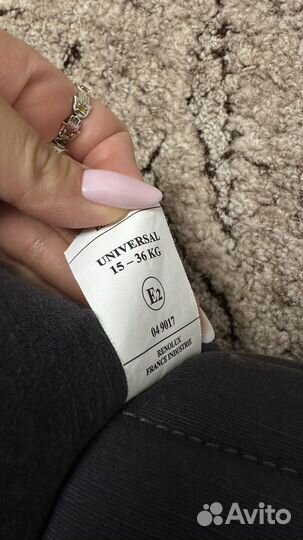 UNIVERSAL
15 – 36 KG
E2
04 9017
RENOLUX
FRANCE INDUSTRIE
Avito